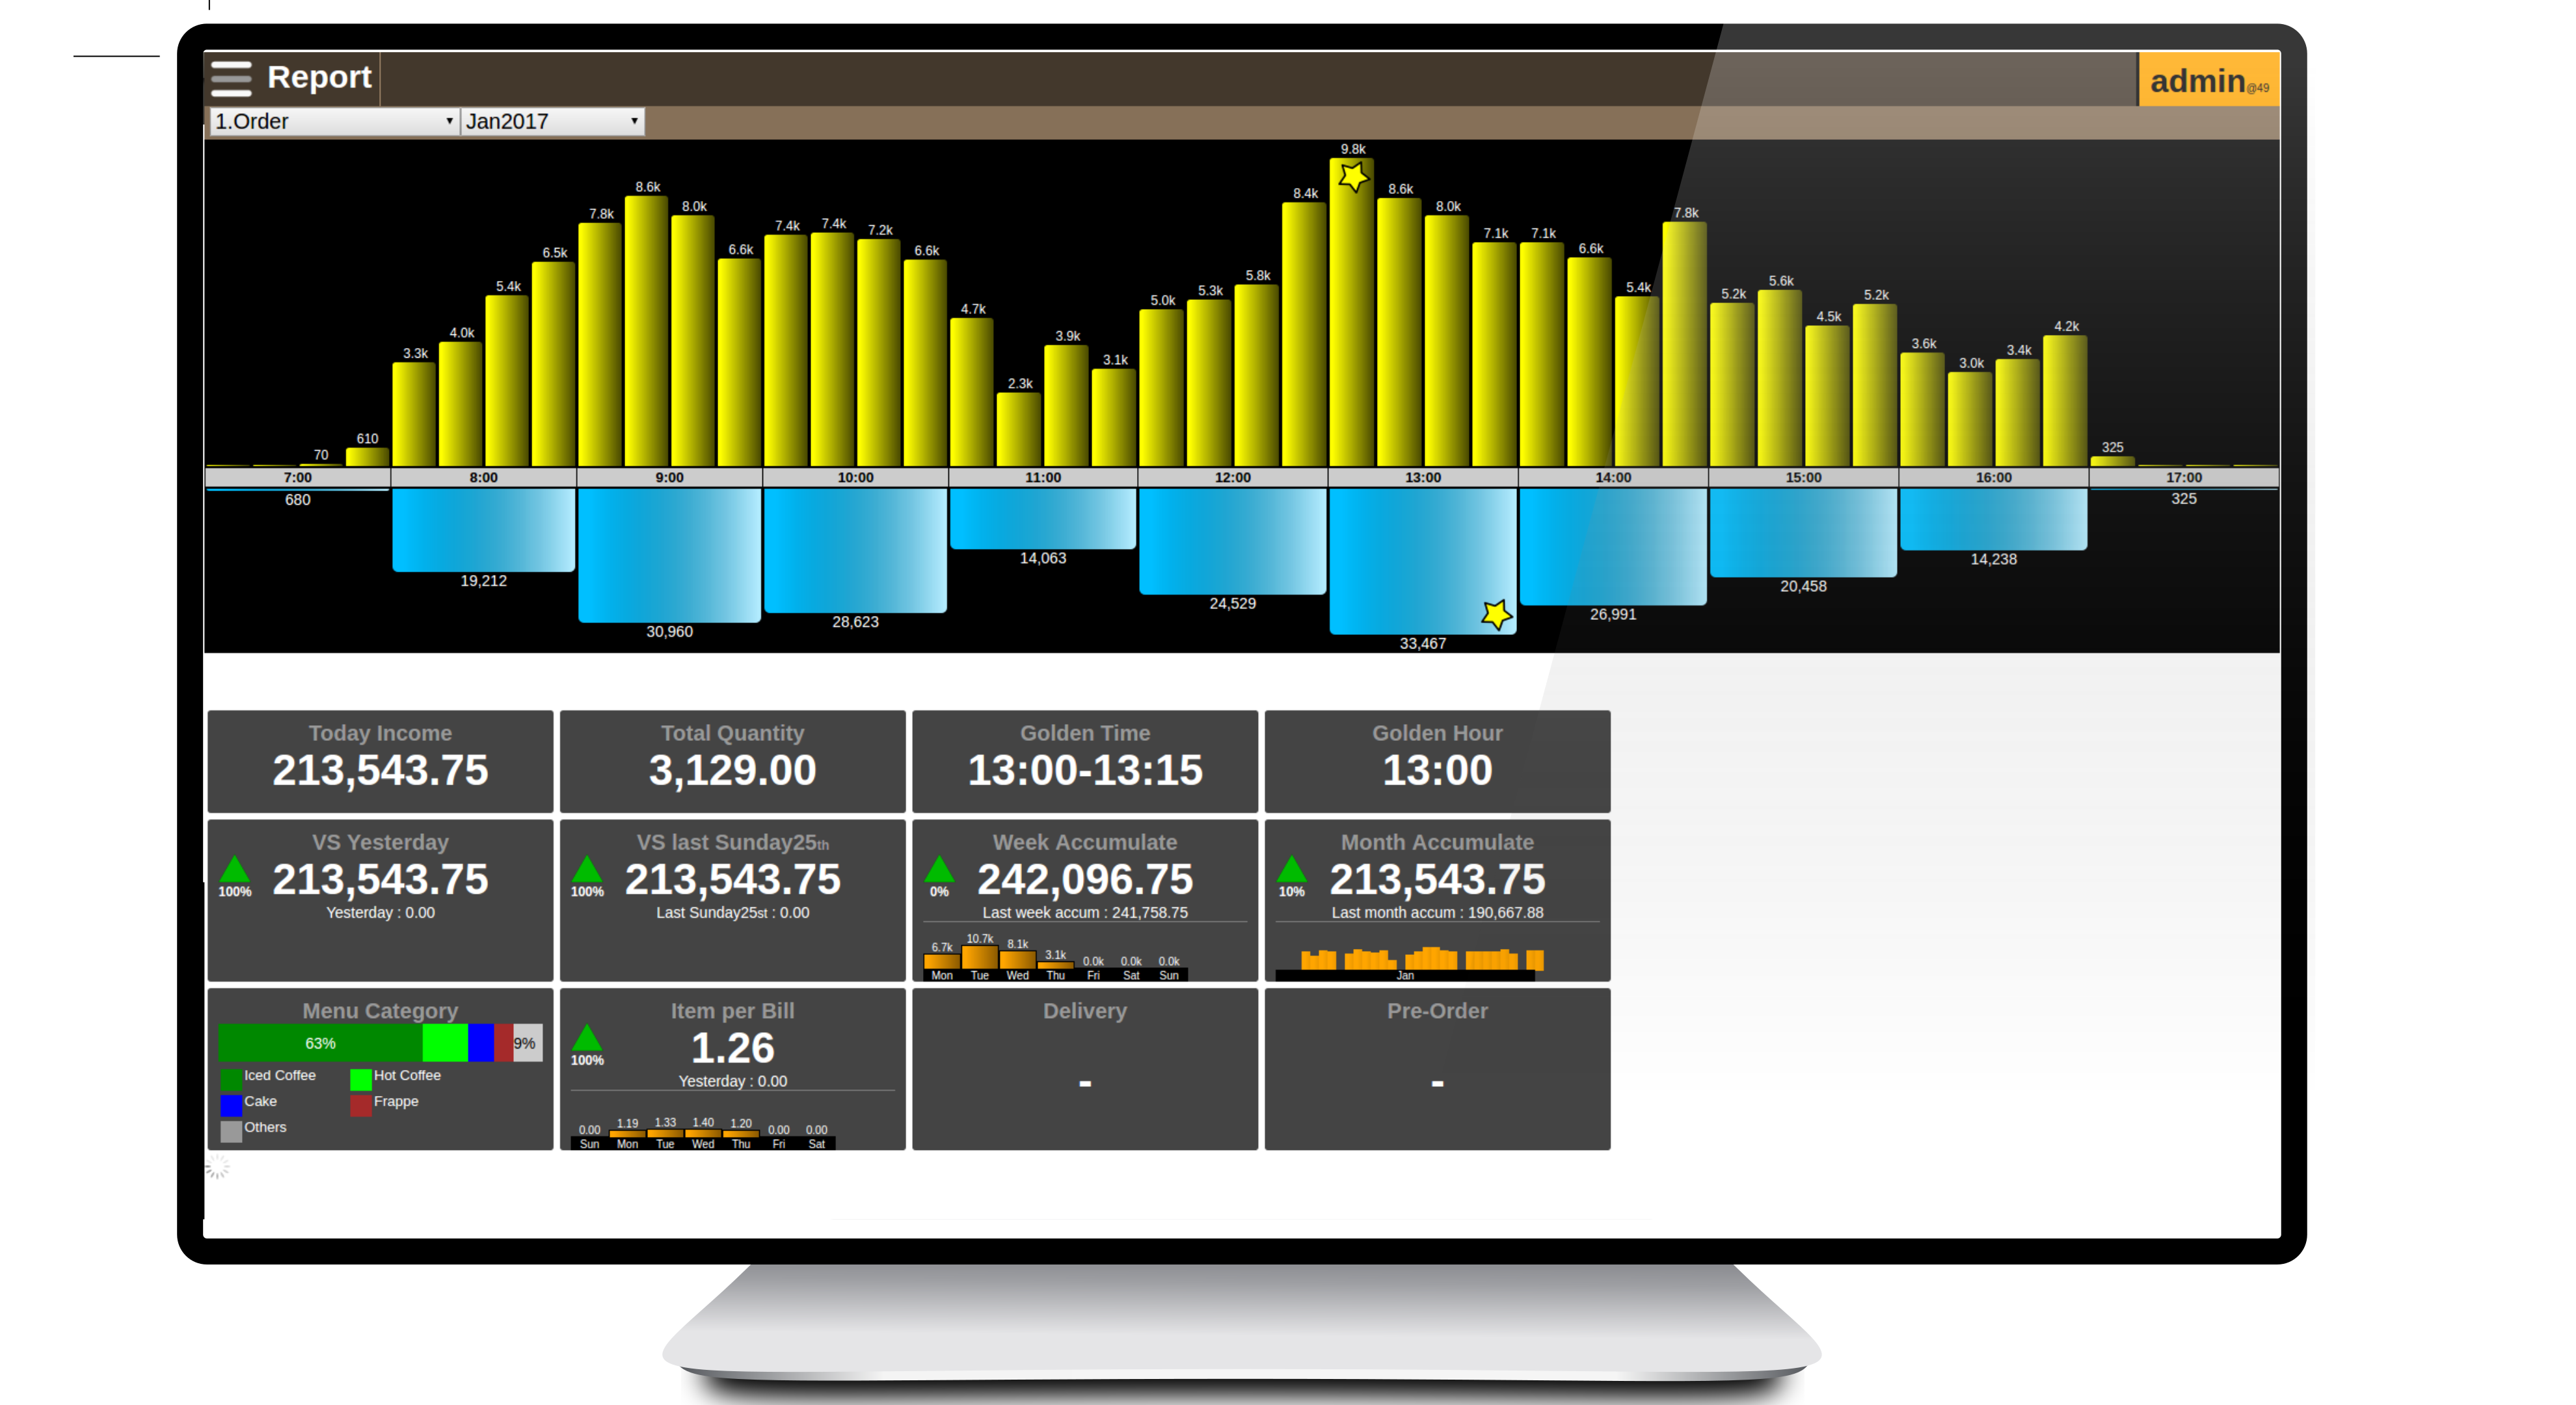 Report
admin@49
1.Order
Jan2017
70 610 3.3k 4.0k 5.4k 6.5k 7.8k 8.6k 8.0k 6.6k 7.4k 7.4k 7.2k 6.6k 4.7k 2.3k 3.9k 3.1k 5.0k 5.3k 5.8k 8.4k 9.8k 8.6k 8.0k 7.1k 7.1k 6.6k 5.4k 7.8k 5.2k 5.6k 4.5k 5.2k 3.6k 3.0k 3.4k 4.2k 325
7:00 8:00 9:00 10:00 11:00 12:00 13:00 14:00 15:00 16:00 17:00
680 19,212 30,960 28,623 14,063 24,529 33,467 26,991 20,458 14,238 325
Today Income
213,543.75
Total Quantity
3,129.00
Golden Time
13:00-13:15
Golden Hour
13:00
VS Yesterday
100% 213,543.75
Yesterday : 0.00
VS last Sunday25th
100% 213,543.75
Last Sunday25st : 0.00
Week Accumulate
0% 242,096.75
Last week accum : 241,758.75
6.7k 10.7k 8.1k 3.1k 0.0k 0.0k 0.0k
Mon Tue Wed Thu Fri Sat Sun
Month Accumulate
10% 213,543.75
Last month accum : 190,667.88
Jan
Menu Category
63% 9%
Iced Coffee Hot Coffee
Cake Frappe
Others
Item per Bill
100% 1.26
Yesterday : 0.00
0.00 1.19 1.33 1.40 1.20 0.00 0.00
Sun Mon Tue Wed Thu Fri Sat
Delivery
-
Pre-Order
-